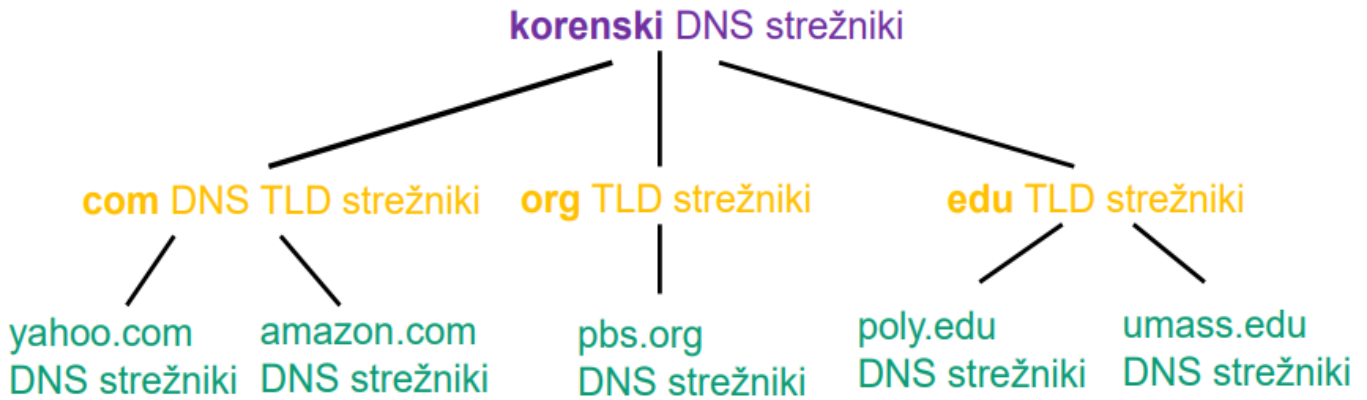 korenski DNS strežniki
com DNS TLD strežniki
org TLD strežniki
edu TLD strežniki
yahoo.com
DNS strežniki
amazon.com
DNS strežniki
pbs.org
DNS strežniki
poly.edu
DNS strežniki
umass.edu
DNS strežniki